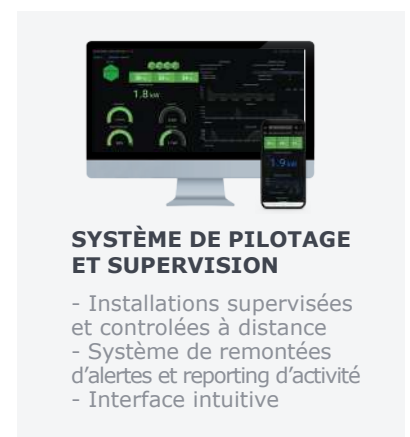 1,8 kW
1.9 kW
SYSTÈME DE PILOTAGE
ET SUPERVISION
- Installations supervisées
et controlées à distance
- Système de remontées
d'alertes et reporting d'activité
- Interface intuitive